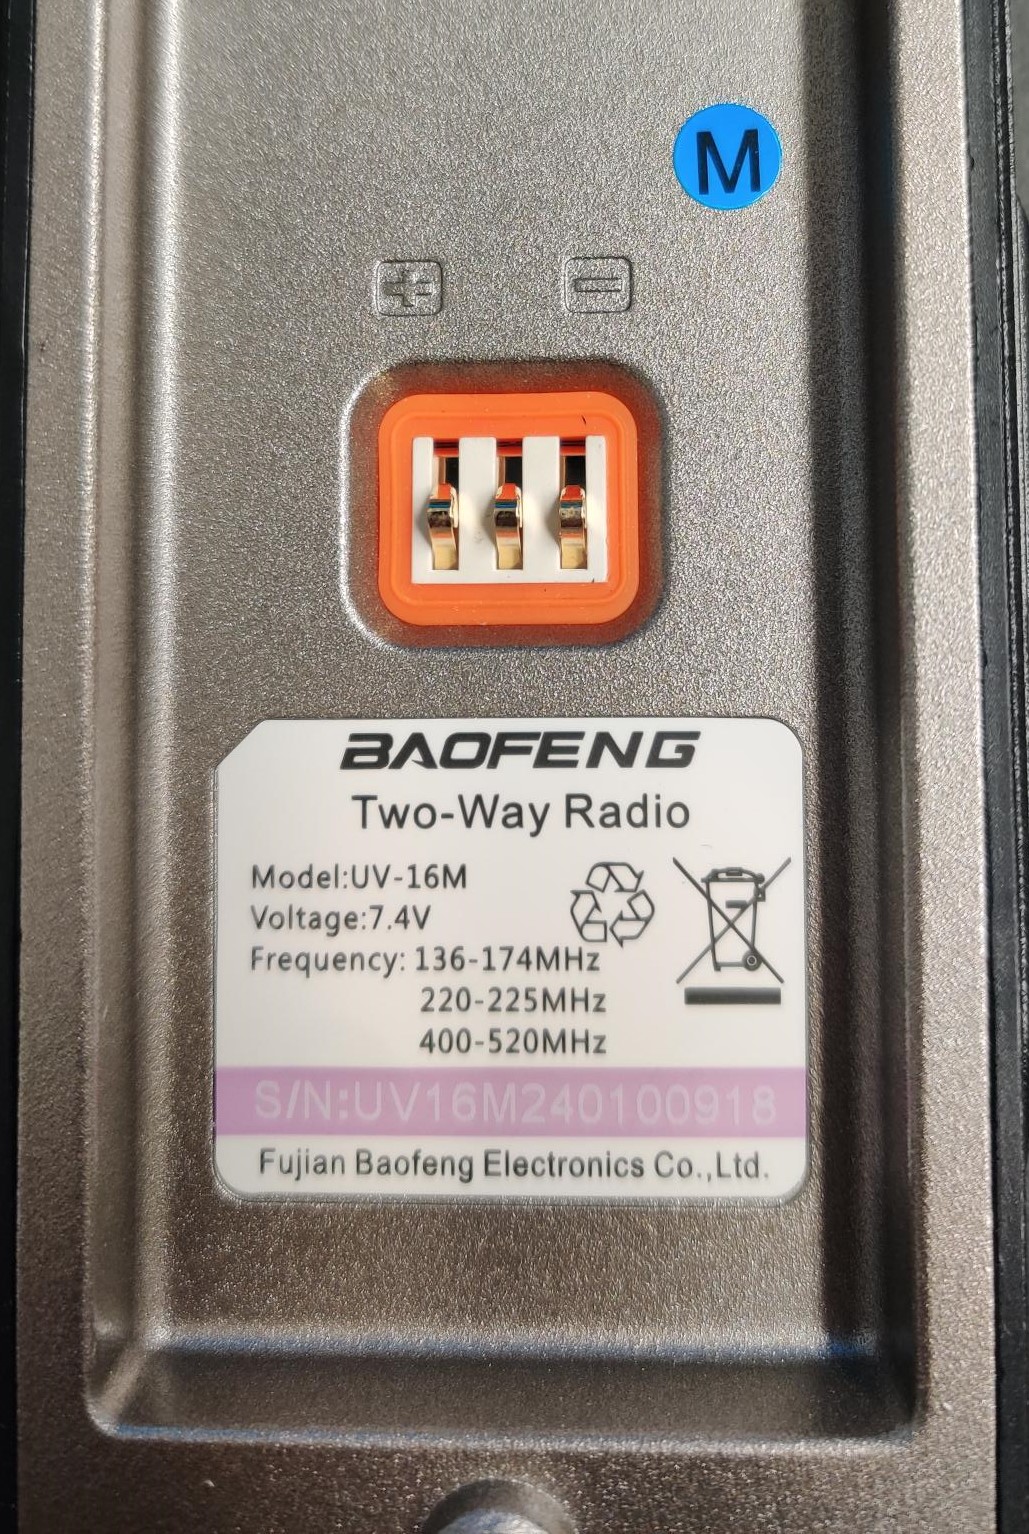 M
+ -
BAOFENG
Two-Way Radio
Model:UV-16M
Voltage:7.4V
Frequency: 136-174MHz
220-225MHz
400-520MHz
S/N:UV16M240100918
Fujian Baofeng Electronics Co.,Ltd.